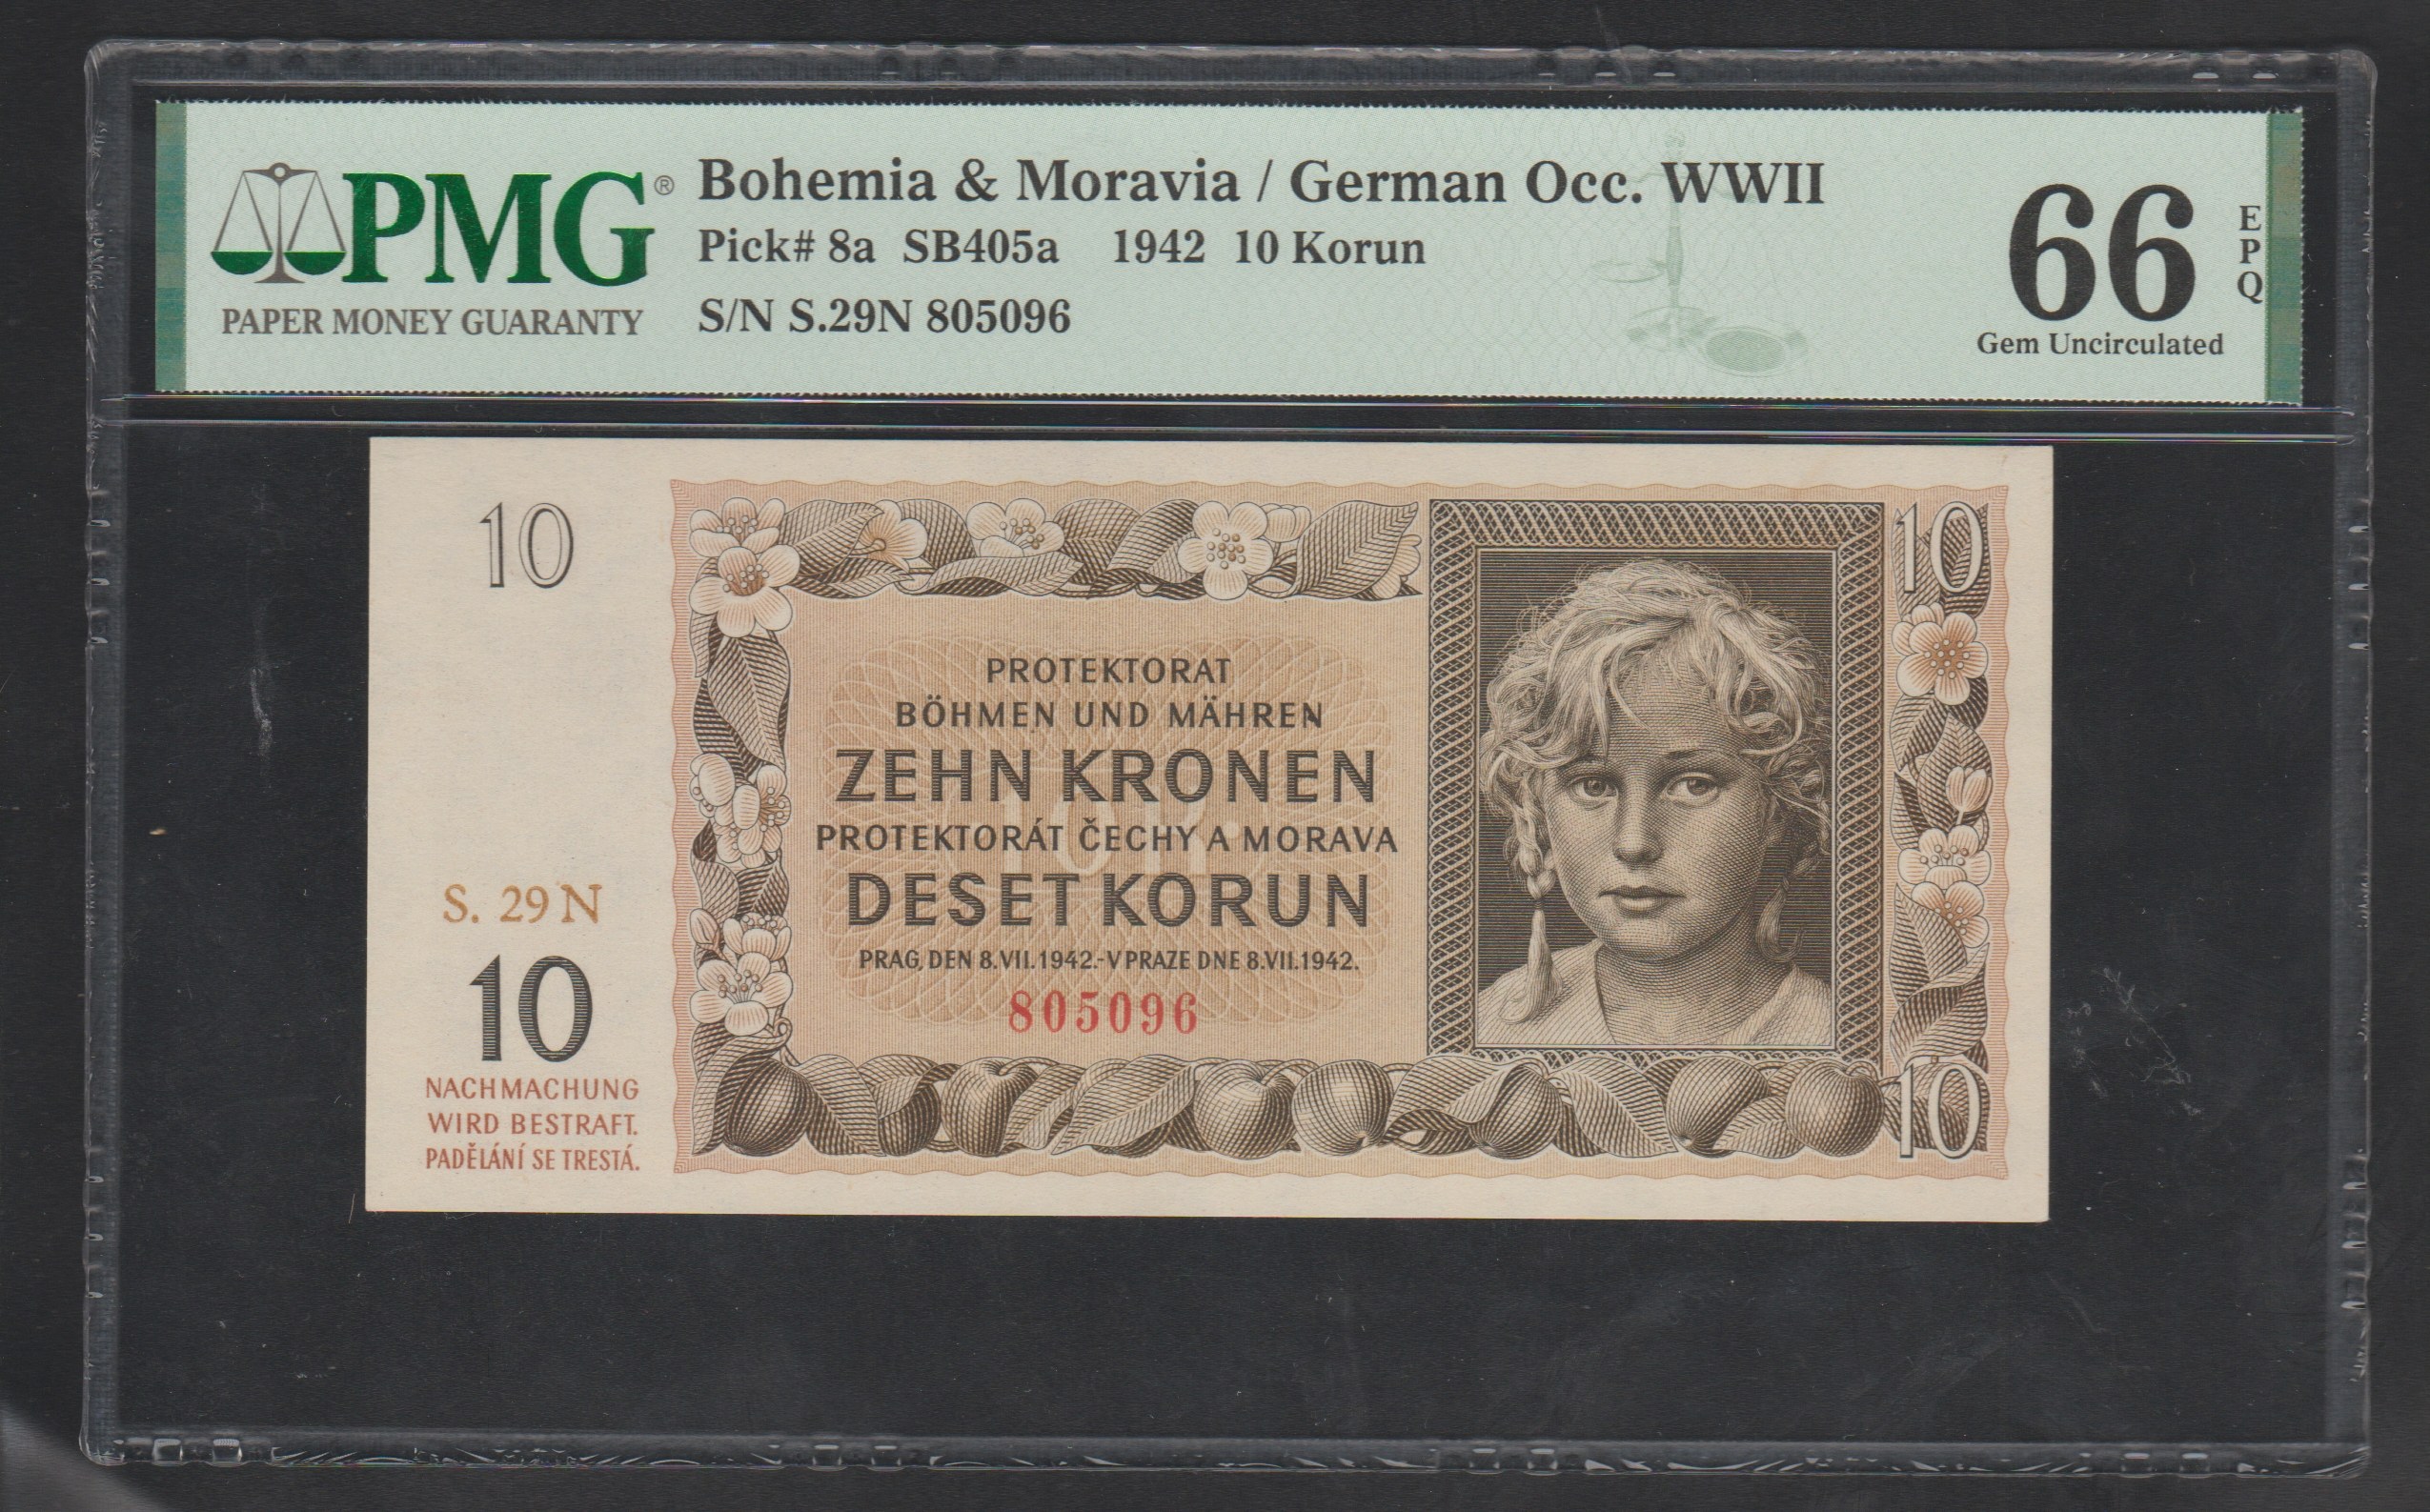 PMG®
PAPER MONEY GUARANTY
Bohemia & Moravia / German Occ. WWII
Pick# 8a SB405a 1942 10 Korun
S/N S.29N 805096
66
EPQ
Gem Uncirculated
10
S. 29 N
10
NACHMACHUNG
WIRD BESTRAFT.
PADĚLÁNÍ SE TRESTÁ.
PROTEKTORAT
BÖHMEN UND MÄHREN
ZEHN KRONEN
PROTEKTORÁT ČECHY A MORAVA
DESET KORUN
PRAG, DEN 8.VII.1942.-V PRAZE DNE 8.VII.1942.
805096
10
10